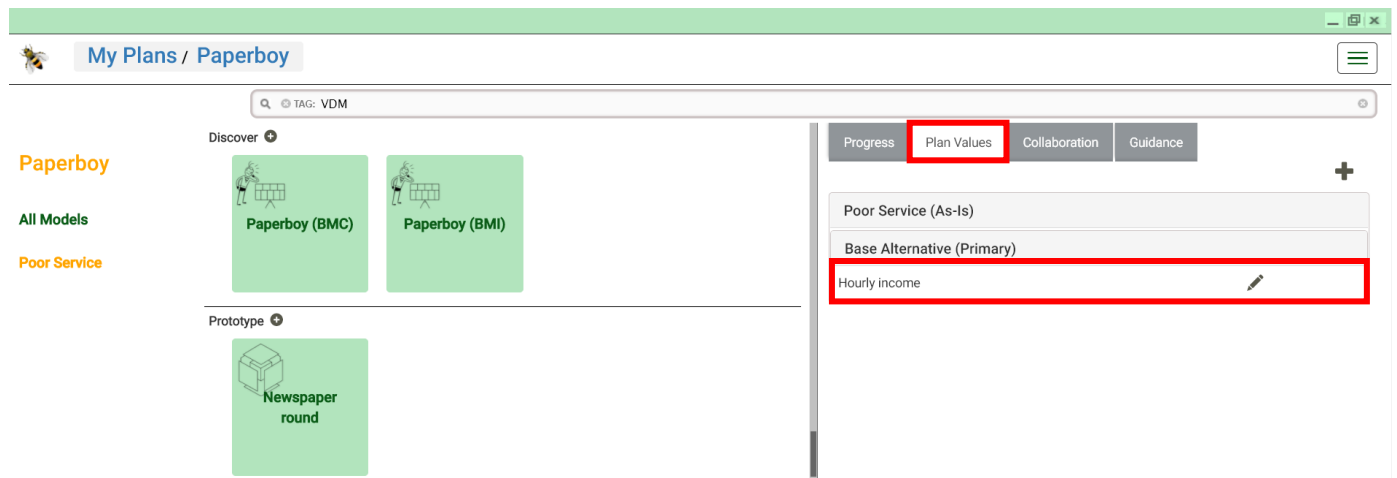 My Plans / Paperboy
TAG: VDM
Paperboy
All Models
Poor Service
Discover
Paperboy (BMC)
Paperboy (BMI)
Prototype
Newspaper
round
Progress
Plan Values
Collaboration
Guidance
Poor Service (As-Is)
Base Alternative (Primary)
Hourly income